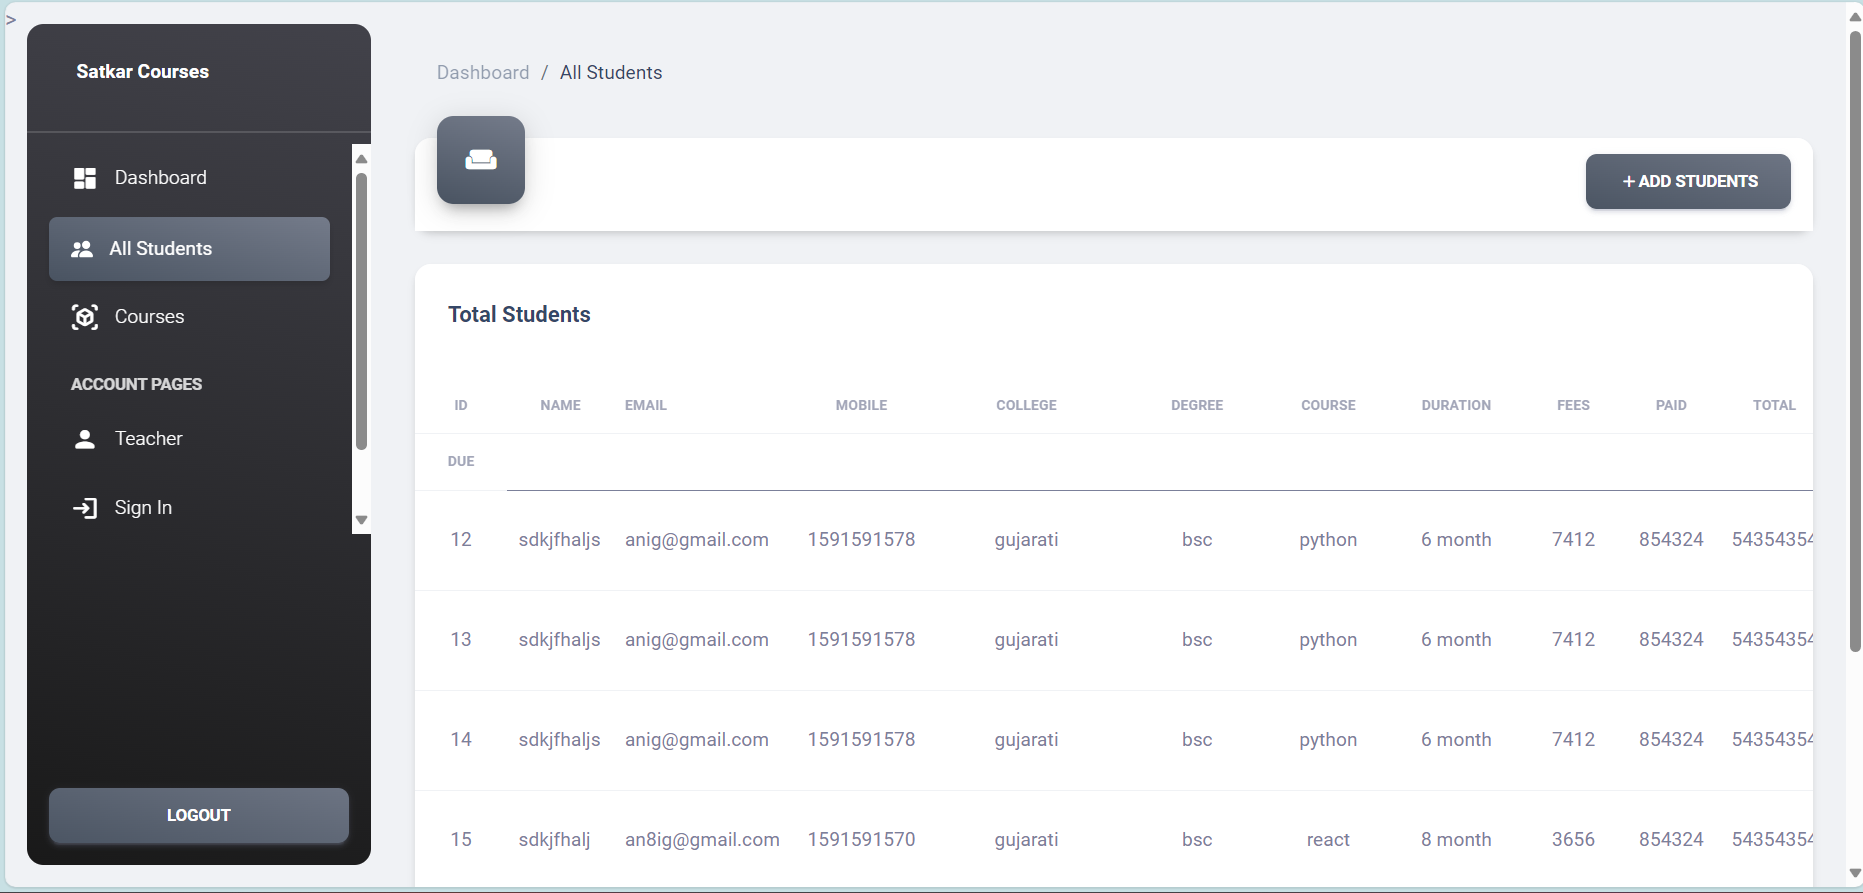 >
Satkar Courses
Dashboard
All Students
Courses
ACCOUNT PAGES
Teacher
Sign In
LOGOUT
Dashboard / All Students
+ ADD STUDENTS
Total Students
ID NAME EMAIL MOBILE COLLEGE DEGREE COURSE DURATION FEES PAID TOTAL
DUE
12 sdkjfhaljs anig@gmail.com 1591591578 gujarati bsc python 6 month 7412 854324 54354354
13 sdkjfhaljs anig@gmail.com 1591591578 gujarati bsc python 6 month 7412 854324 54354354
14 sdkjfhaljs anig@gmail.com 1591591578 gujarati bsc python 6 month 7412 854324 54354354
15 sdkjfhalj an8ig@gmail.com 1591591570 gujarati bsc react 8 month 3656 854324 54354354